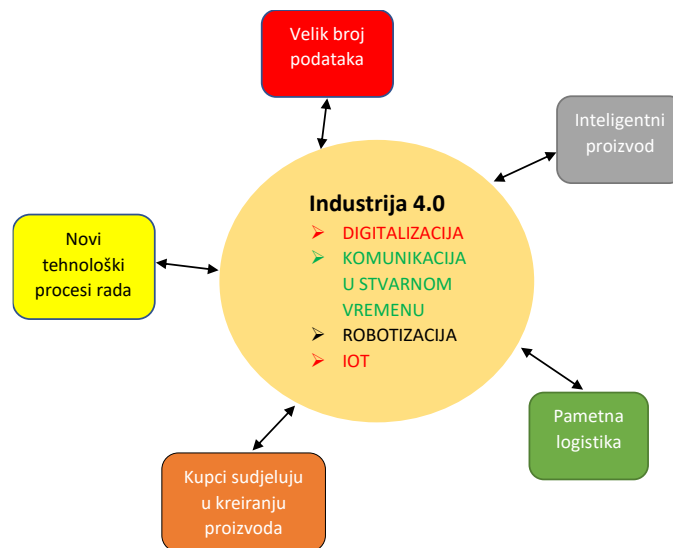 Velik broj
podataka
Inteligentni
proizvod
Industrija 4.0
DIGITALIZACIJA
KOMUNIKACIJA
U STVARNOM
VREMENU
ROBOTIZACIJA
IOT
Novi
tehnološki
procesi rada
Pametna
logistika
Kupci sudjeluju
u kreiranju
proizvoda